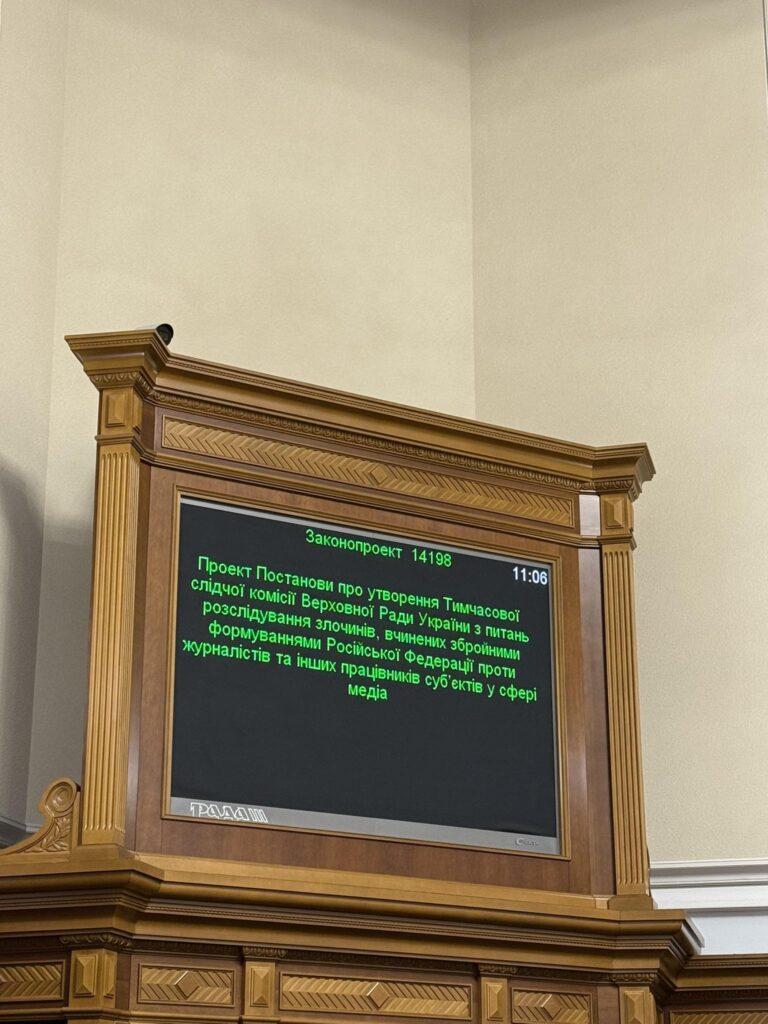 Законопроект 14198
11:06
Проект Постанови про утворення Тимчасової
слідчої комісії Верховної Ради України з питань
розслідування злочинів, вчинених збройними
формуваннями Російської Федерації проти
журналістів та інших працівників суб'єктів у сфері
медіа
РАДА III